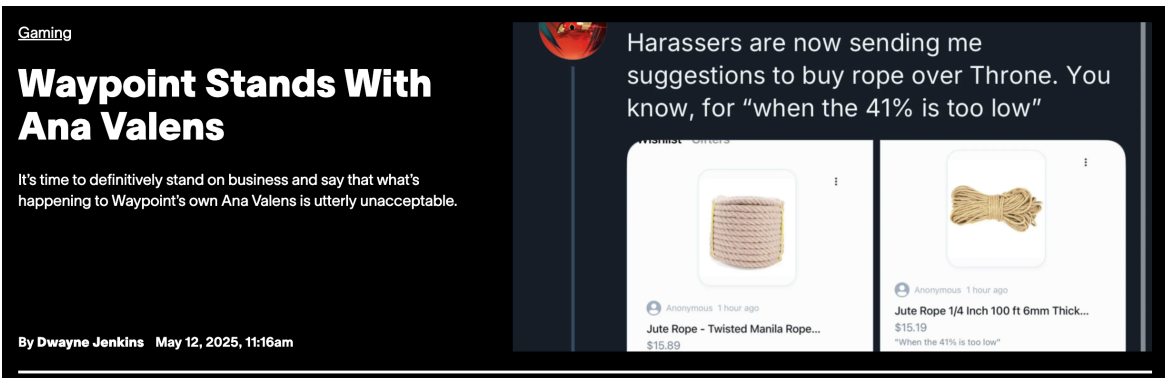 Gaming
Waypoint Stands With
Ana Valens
It's time to definitively stand on business and say that what's
happening to Waypoint's own Ana Valens is utterly unacceptable.
By Dwayne Jenkins May 12, 2025, 11:16am
Harassers are now sending me
suggestions to buy rope over Throne. You
know, for “when the 41% is too low”
Wishlist Gifters
Anonymous 1 hour ago
Jute Rope - Twisted Manila Rope...
$15.89
Anonymous 1 hour ago
Jute Rope 1/4 Inch 100 ft 6mm Thick...
$15.19
"When the 41% is too low"